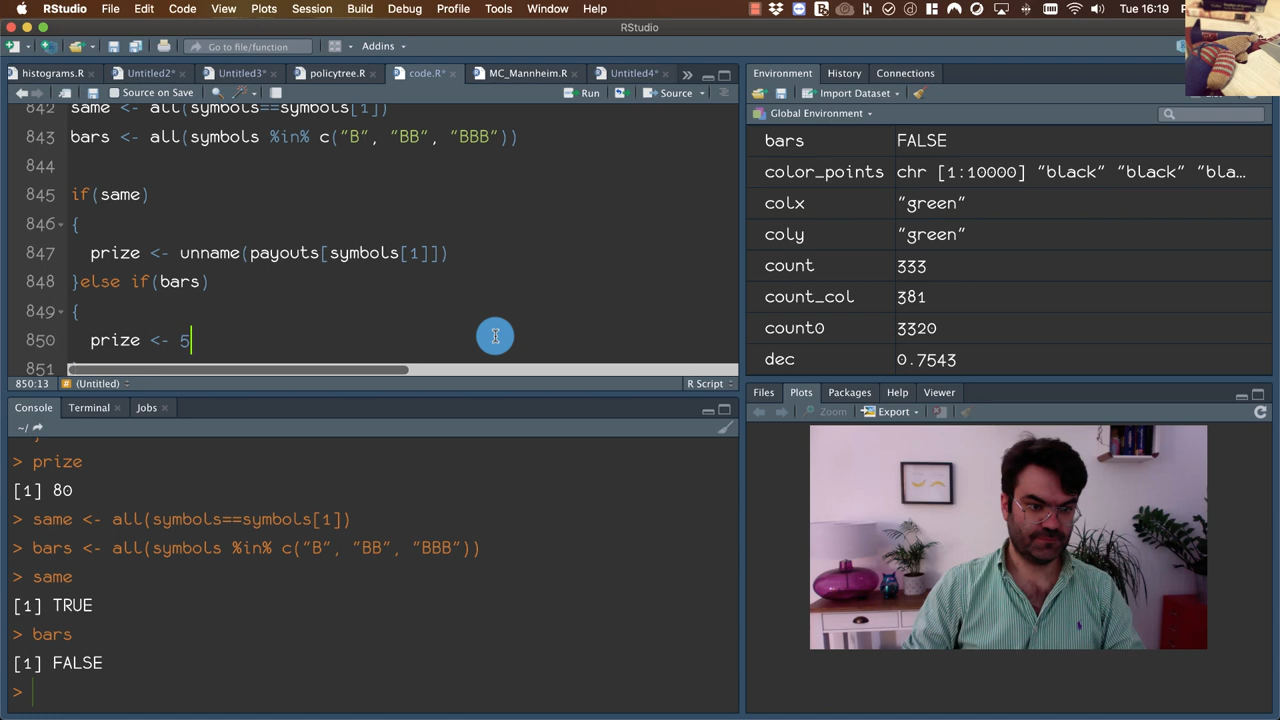 RStudio File Edit Code View Plots Session Build Debug Profile Tools Window Help Tue 16:19
RStudio
Go to file/function Addins
histograms.R Untitled2* Untitled3* policytree.R code.R* MC_Mannheim.R Untitled4*
Source on Save Run Source
842 same <- all(symbols==symbols[1])
843 bars <- all(symbols %in% c("B", "BB", "BBB"))
844
845 if(same)
846 {
847 prize <- unname(payouts[symbols[1]])
848 }else if(bars)
849 {
850 prize <- 5
851
850:13 (Untitled) R Script
Console Terminal Jobs
~/
}
> prize
[1] 80
> same <- all(symbols==symbols[1])
> bars <- all(symbols %in% c("B", "BB", "BBB"))
> same
[1] TRUE
> bars
[1] FALSE
>
Environment History Connections
Import Dataset
Global Environment
bars FALSE
color_points chr [1:10000] "black" "black" "bla...
colx "green"
coly "green"
count 333
count_col 381
count0 3320
dec 0.7543
Files Plots Packages Help Viewer
Zoom Export